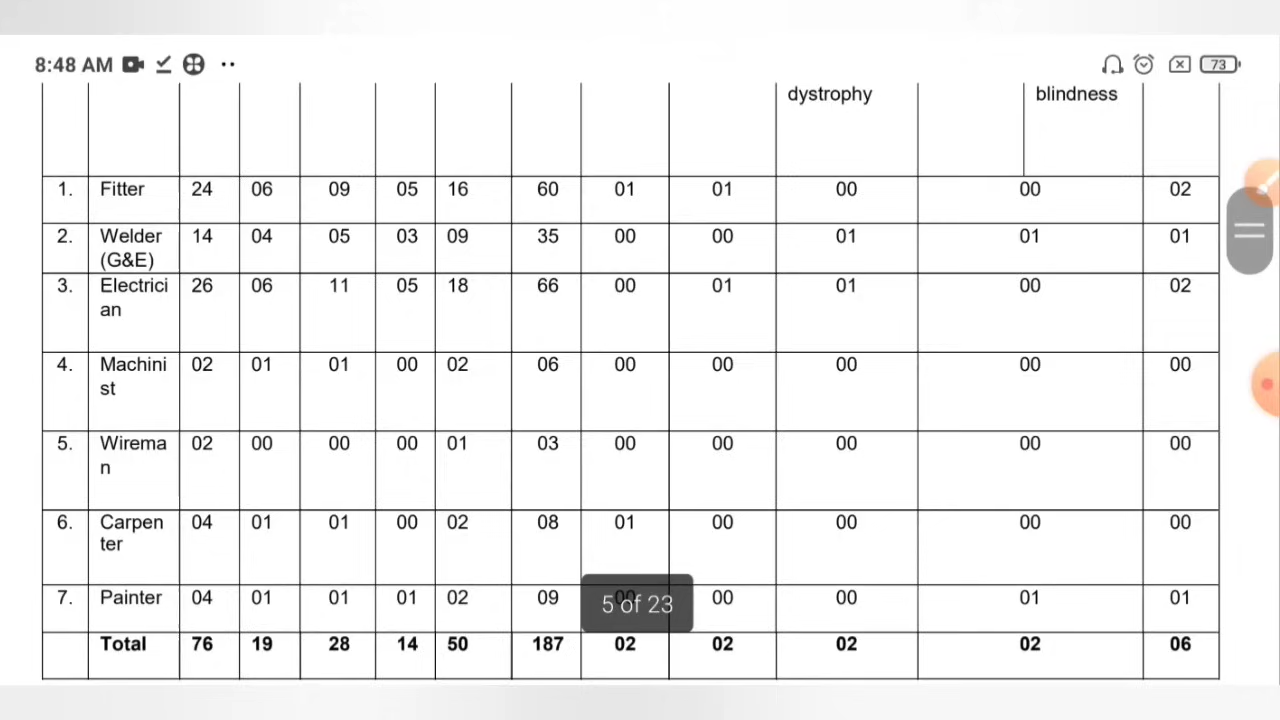 8:48 AM
73
dystrophy blindness
1. Fitter 24 06 09 05 16 60 01 01 00 00 02
2. Welder 14 04 05 03 09 35 00 00 01 01 01
(G&E)
3. Electrici 26 06 11 05 18 66 00 01 01 00 02
an
4. Machini 02 01 01 00 02 06 00 00 00 00 00
st
5. Wirema 02 00 00 00 01 03 00 00 00 00 00
n
6. Carpen 04 01 01 00 02 08 01 00 00 00 00
ter
7. Painter 04 01 01 01 02 09 00 00 00 01 01
5 of 23
Total 76 19 28 14 50 187 02 02 02 02 06